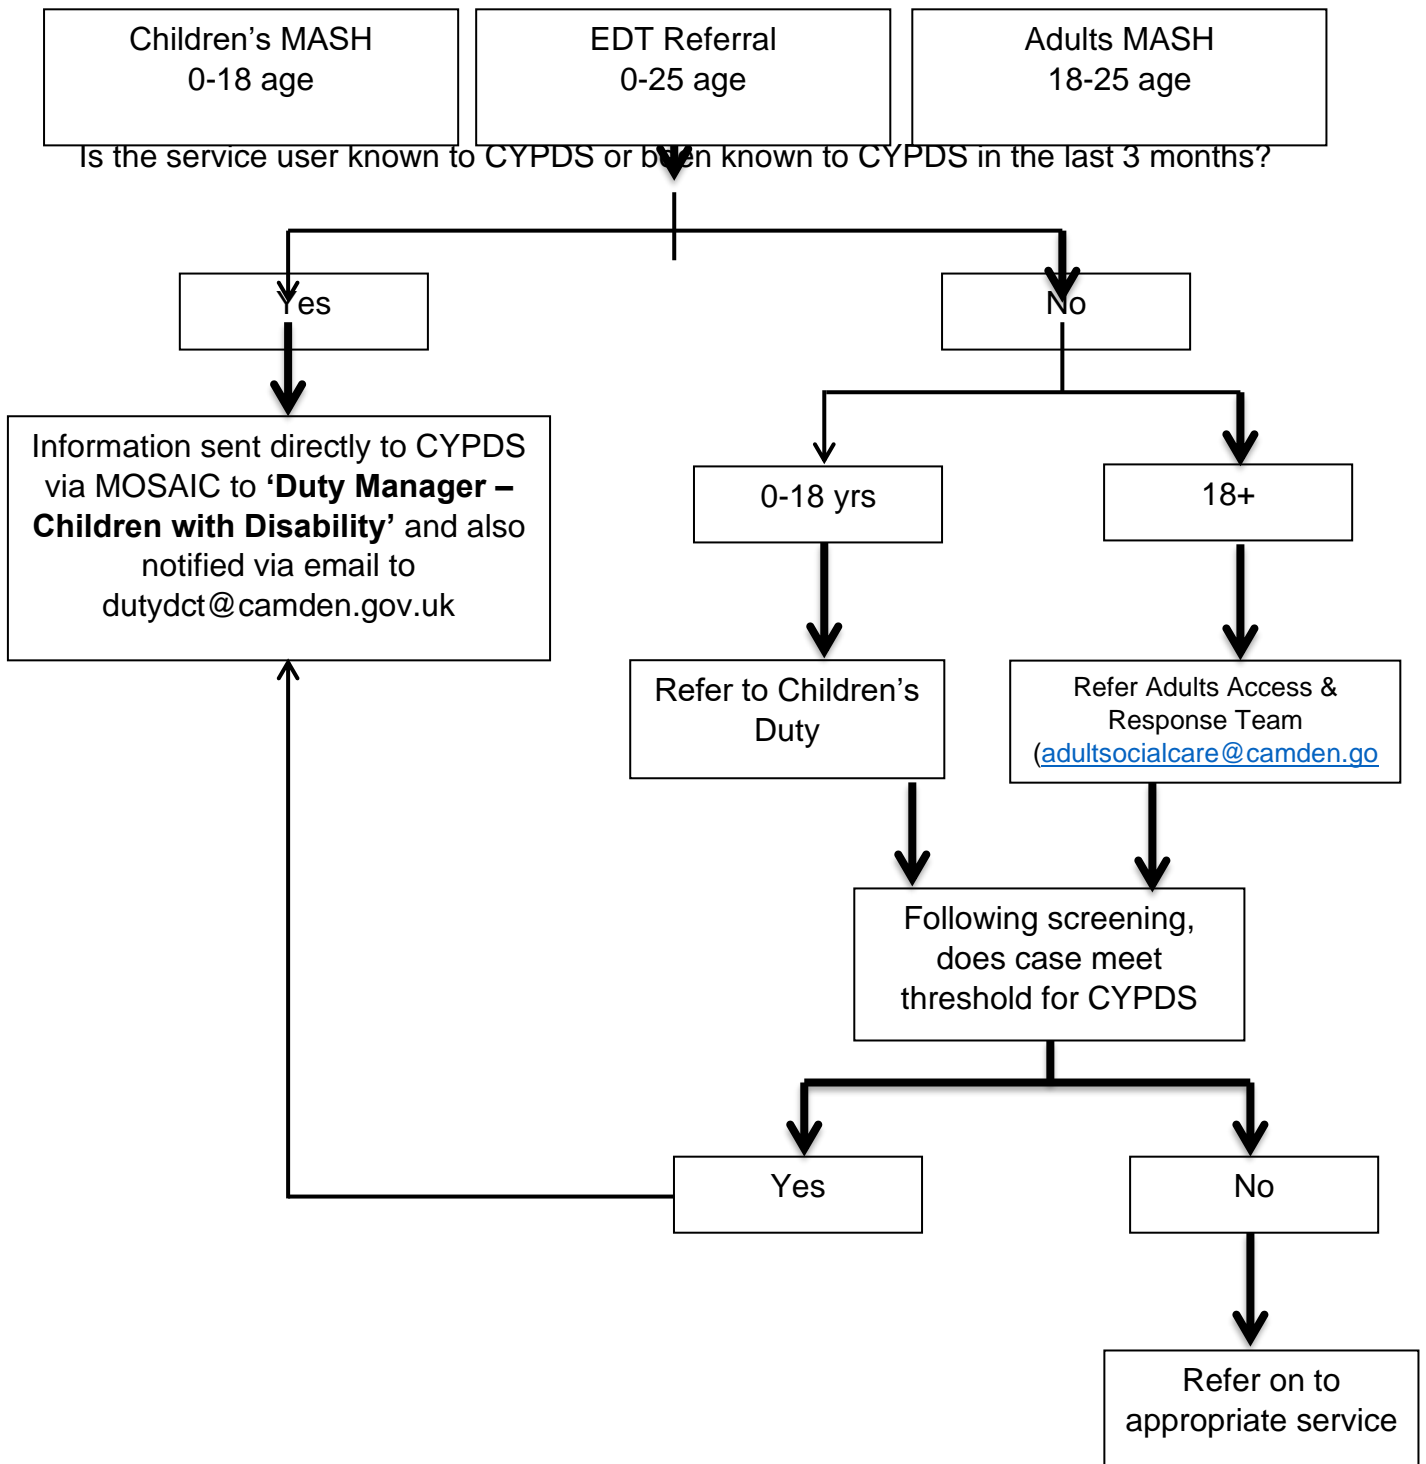 Children’s MASH
0-18 age
EDT Referral
0-25 age
Adults MASH
18-25 age
Is the service user known to CYPDS or been known to CYPDS in the last 3 months?
Yes
No
Information sent directly to CYPDS
via MOSAIC to ‘Duty Manager –
Children with Disability’ and also
notified via email to
dutydct@camden.gov.uk
0-18 yrs
18+
Refer to Children’s
Duty
Refer Adults Access &
Response Team
(adultsocialcare@camden.go
Following screening,
does case meet
threshold for CYPDS
Yes
No
Refer on to
appropriate service